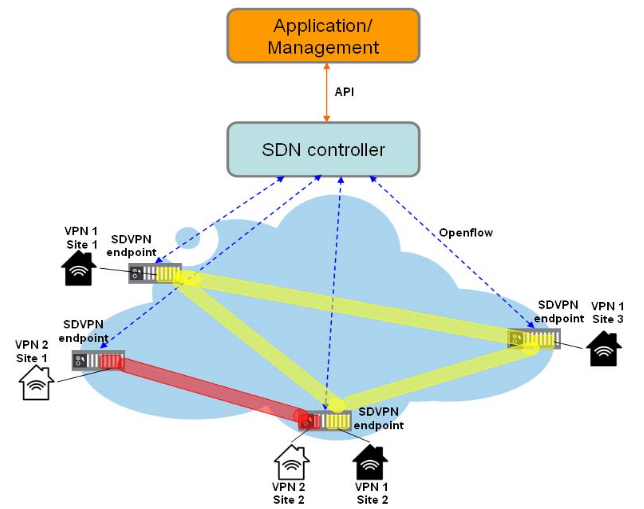 Application/
Management
API
SDN controller
VPN 1
Site 1
SDVPN
endpoint
Openflow
SDVPN
endpoint
VPN 1
Site 3
SDVPN
endpoint
VPN 2
Site 1
SDVPN
endpoint
VPN 2
Site 2
VPN 1
Site 2